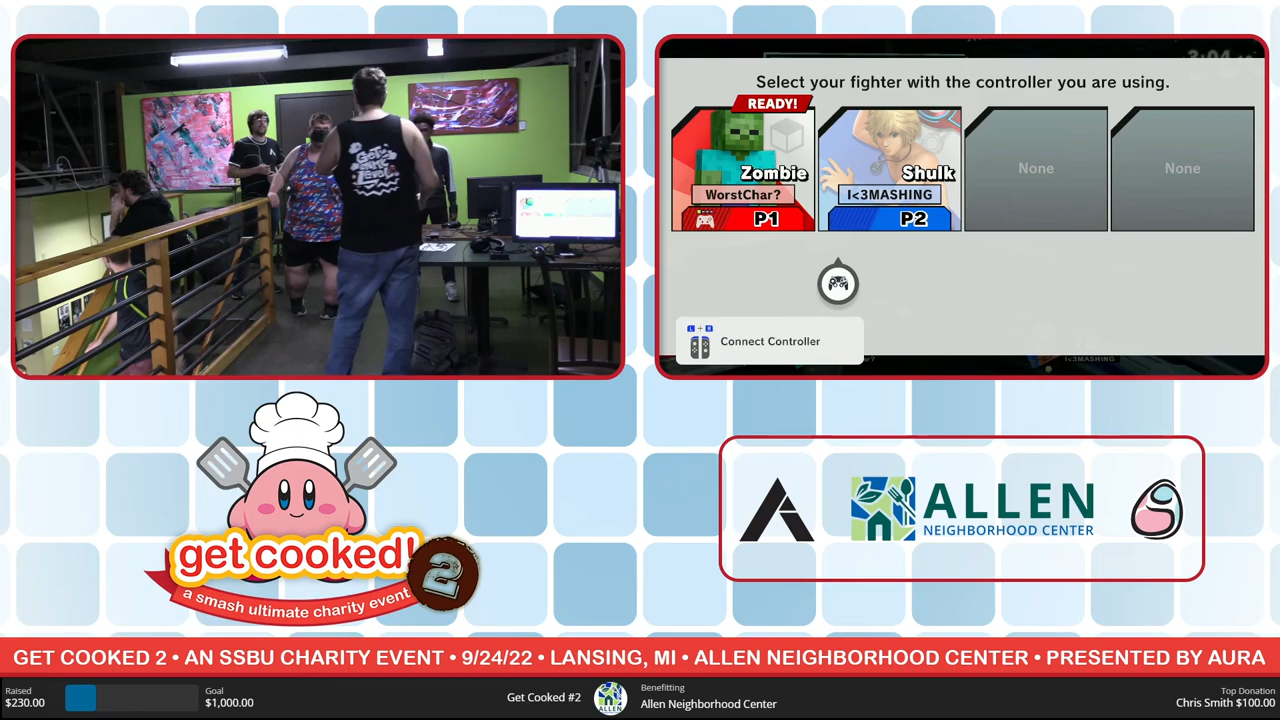 Select your fighter with the controller you are using.
READY!
Zombie
WorstChar?
P1
Shulk
I<3MASHING
P2
None
None
L + R
Connect Controller
I<3MASHING
get cooked!
2
a smash ultimate charity event
ALLEN
NEIGHBORHOOD CENTER
GET COOKED 2 • AN SSBU CHARITY EVENT • 9/24/22 • LANSING, MI • ALLEN NEIGHBORHOOD CENTER • PRESENTED BY AURA
Raised
$230.00
Goal
$1,000.00
Get Cooked #2
ALLEN
Benefitting
Allen Neighborhood Center
Top Donation
Chris Smith $100.00